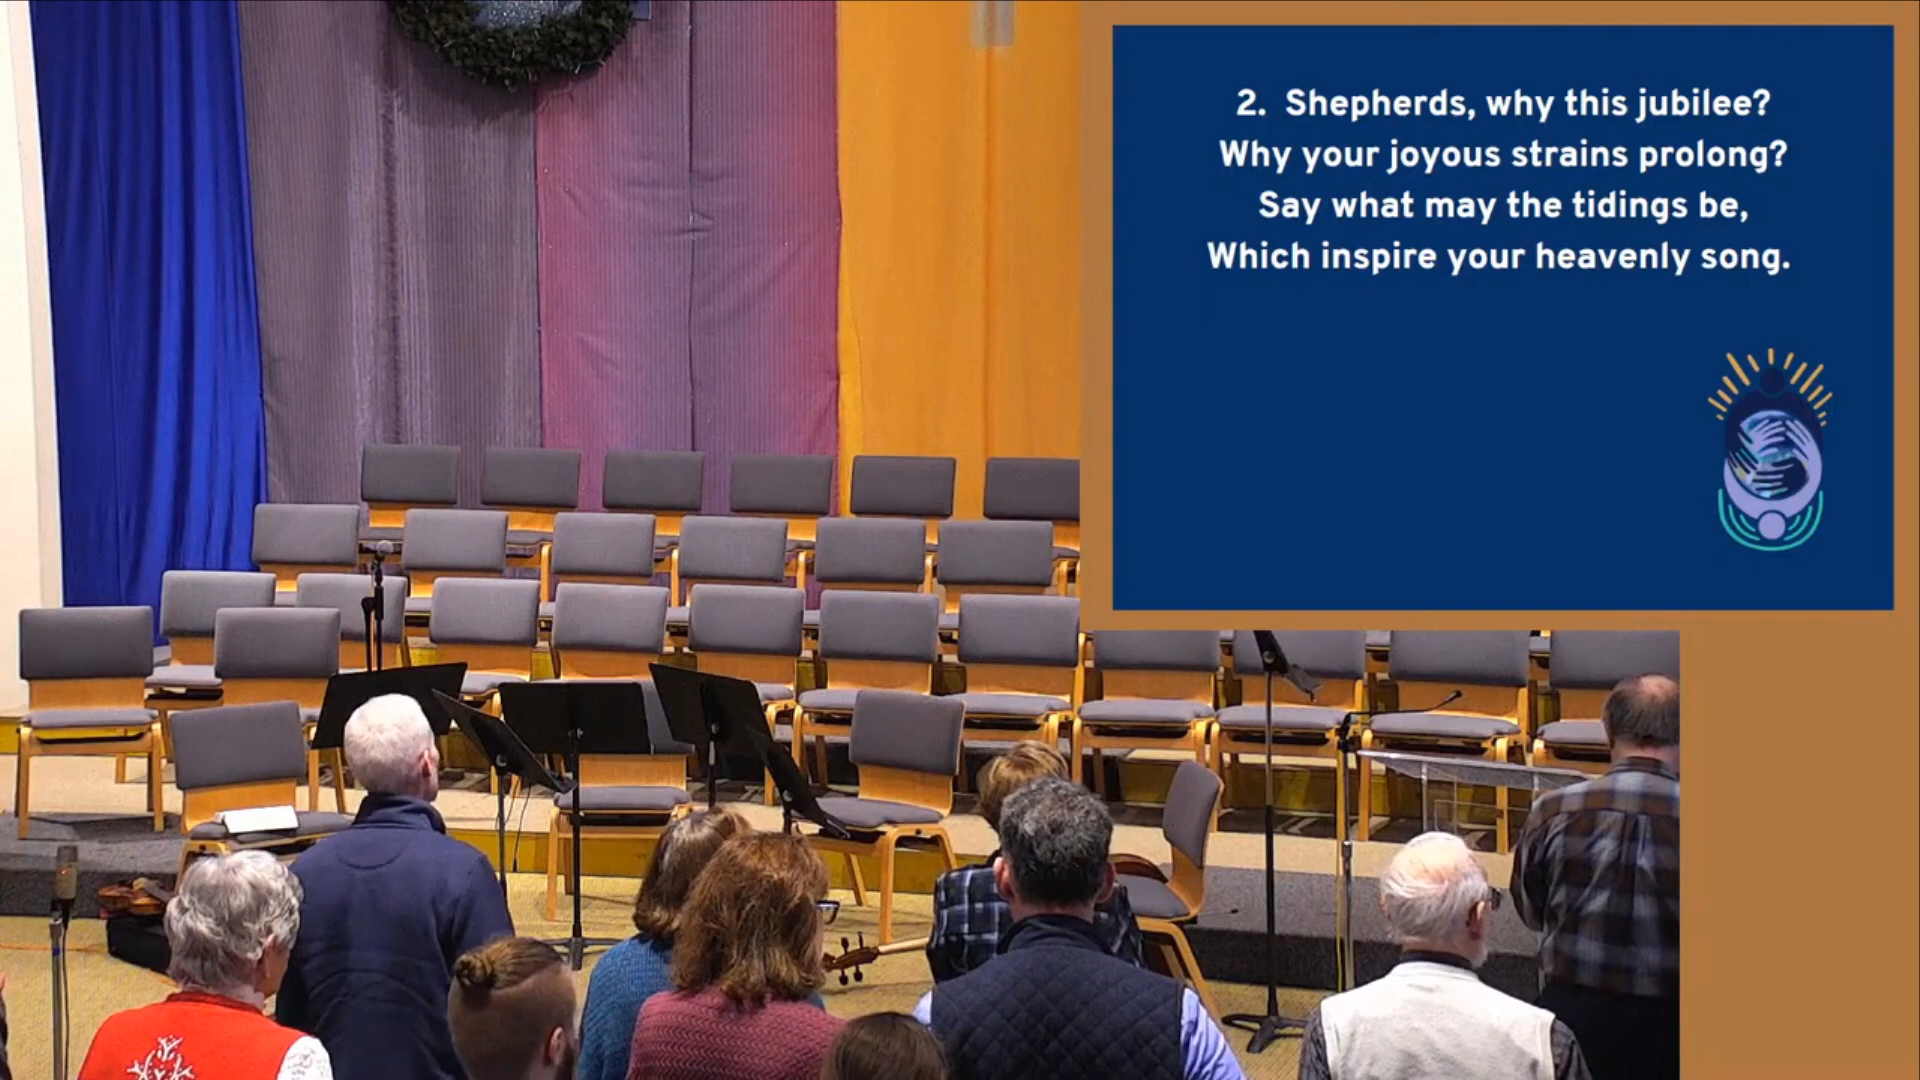 2. Shepherds, why this jubilee?
Why your joyous strains prolong?
Say what may the tidings be,
Which inspire your heavenly song.